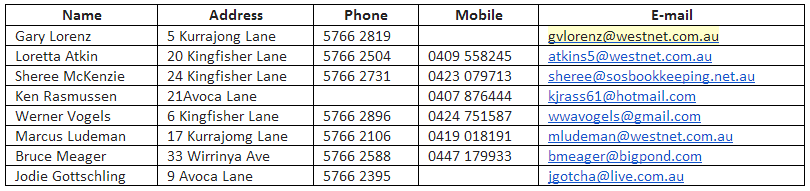 Name Address Phone Mobile E-mail
Gary Lorenz 5 Kurrajong Lane 5766 2819 gvlorenz@westnet.com.au
Loretta Atkin 20 Kingfisher Lane 5766 2504 0409 558245 atkins5@westnet.com.au
Sheree McKenzie 24 Kingfisher Lane 5766 2731 0423 079713 sheree@sosbookkeeping.net.au
Ken Rasmussen 21Avoca Lane 0407 876444 kjrass61@hotmail.com
Werner Vogels 6 Kingfisher Lane 5766 2896 0424 751587 wwavogels@gmail.com
Marcus Ludeman 17 Kurrajomg Lane 5766 2106 0419 018191 mludeman@westnet.com.au
Bruce Meager 33 Wirrinya Ave 5766 2588 0447 179933 bmeager@bigpond.com
Jodie Gottschling 9 Avoca Lane 5766 2395 jgotcha@live.com.au